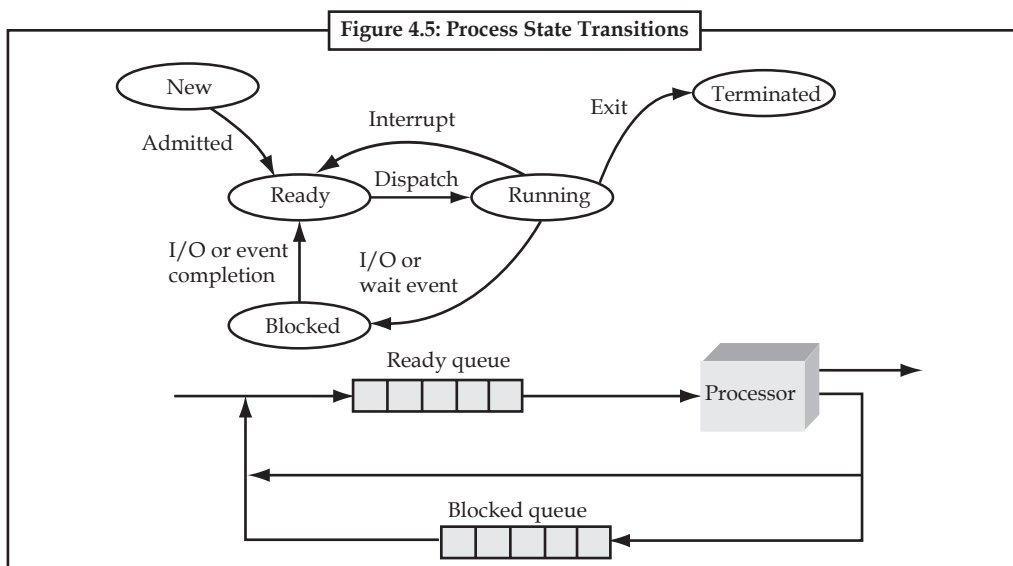 Figure 4.5: Process State Transitions
New
Terminated
Exit
Interrupt
Admitted
Dispatch
Ready
Running
I/O or event
completion
I/O or
wait event
Blocked
Ready queue
Processor
Blocked queue